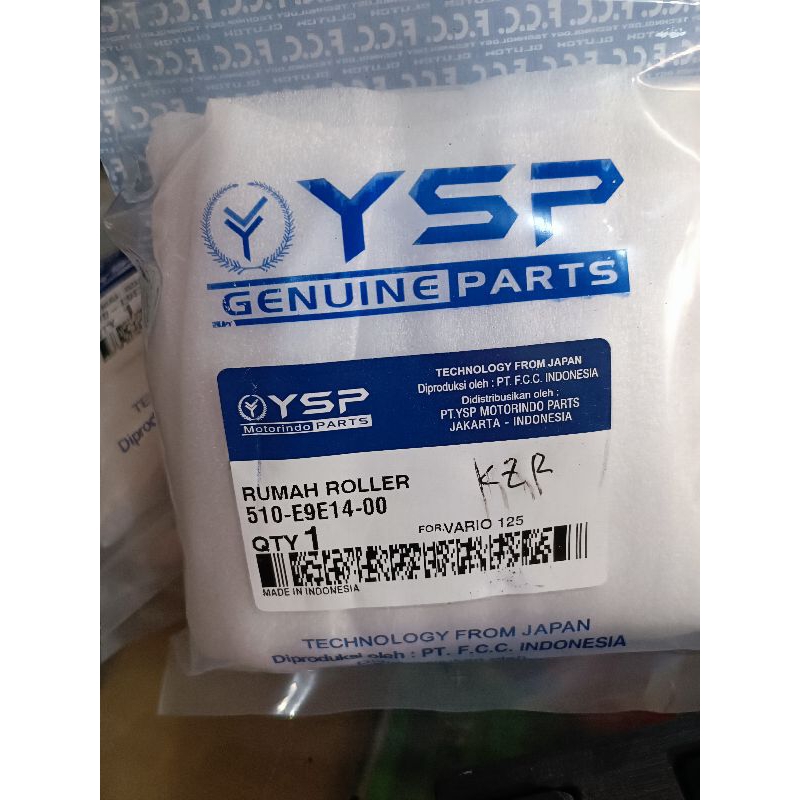 F.C.C. F.C.C. F.C.C.
CLUTCH
YSP
GENUINE PARTS
YSP
Motorindo PARTS
TECHNOLOGY FROM JAPAN
Diproduksi oleh : PT. F.C.C. INDONESIA
Didistribusikan oleh :
PT.YSP MOTORINDO PARTS
JAKARTA - INDONESIA
RUMAH ROLLER
KZR
510-E9E14-00
QTY 1
FOR:VARIO 125
MADE IN INDONESIA
TECHNOLOGY FROM JAPAN
Diproduksi oleh : PT. F.C.C. INDONESIA